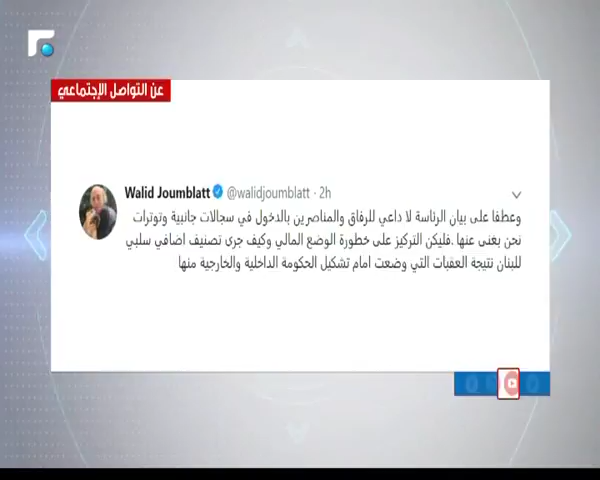 عن التواصل الإجتماعي
Walid Joumblatt @walidjoumblatt · 2h
وعطفا على بيان الرئاسة لا داعي للرفاق والمناصرين بالدخول في سجالات جانبية وتوترات
نحن بغنى عنها .فليكن التركيز على خطورة الوضع المالي وكيف جرى تصنيف اضافي سلبي
للبنان نتيجة العقبات التي وضعت امام تشكيل الحكومة الداخلية والخارجية منها